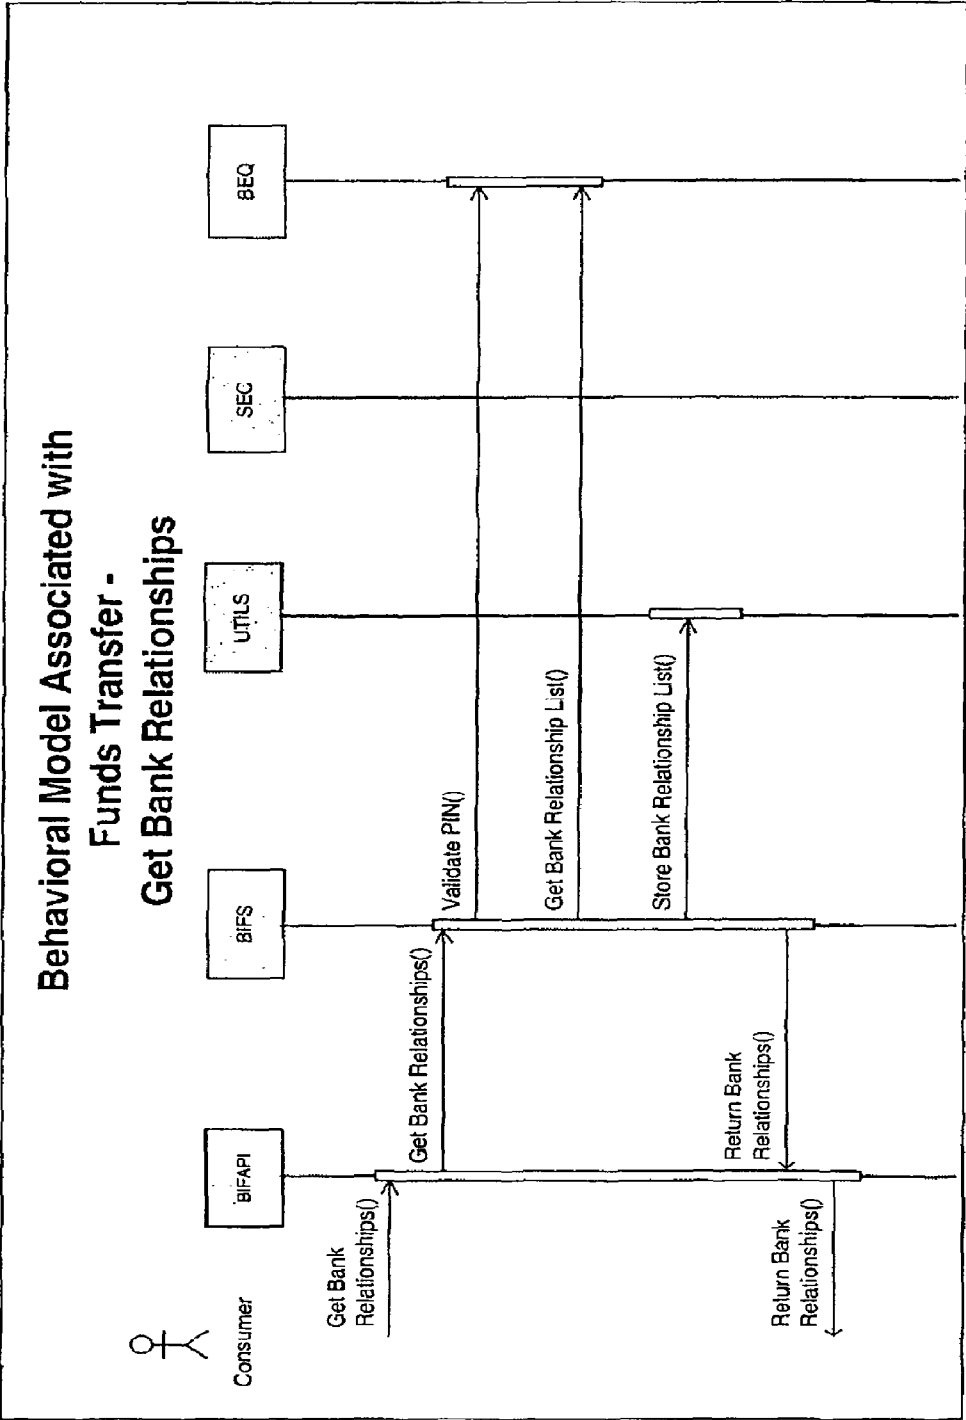 Behavioral Model Associated with
Funds Transfer -
Get Bank Relationships
Consumer
BIFAPI
BIFS
UTILS
SEC
BEQ
Get Bank
Relationships()
Get Bank Relationships()
Validate PIN()
Get Bank Relationship List()
Store Bank Relationship List()
Return Bank
Relationships()
Return Bank
Relationships()